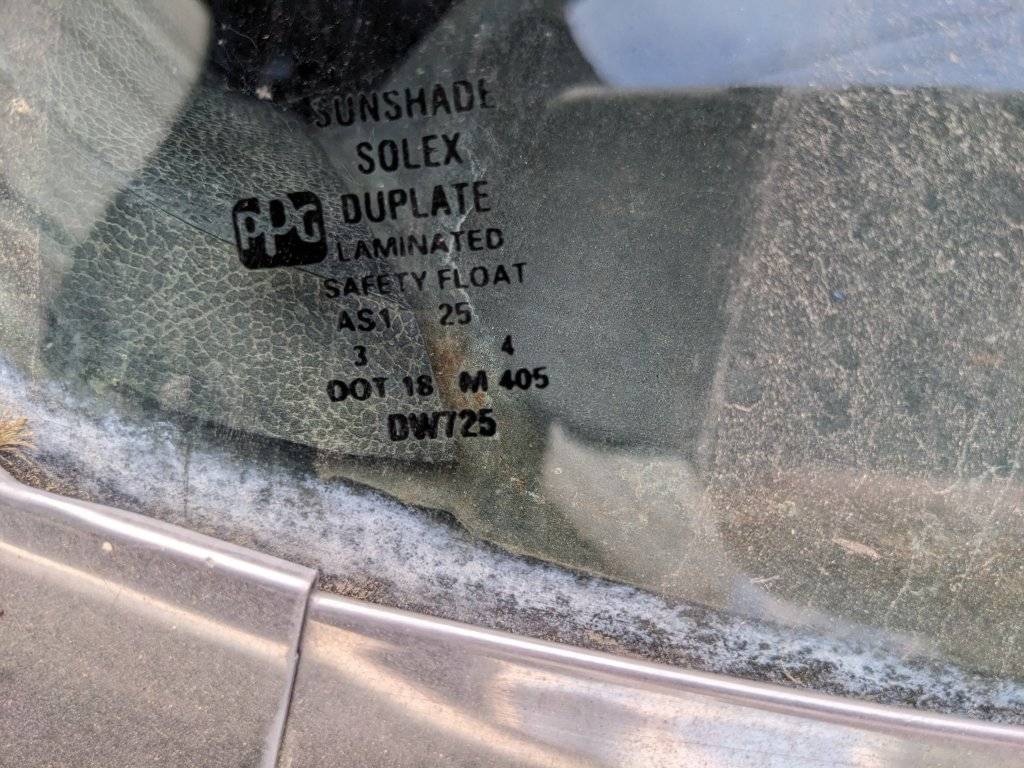 SUNSHADE
SOLEX
PPG DUPLATE
LAMINATED
SAFETY FLOAT
AS1 25
3 4
DOT 18 M 405
DW725